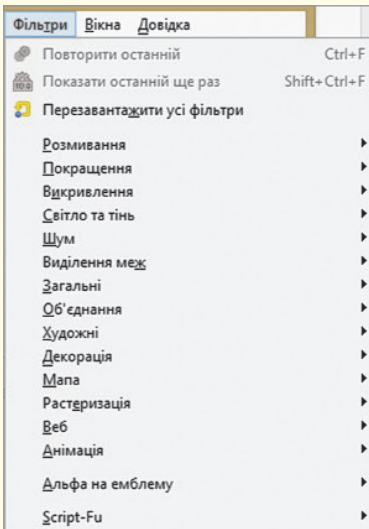 Фільтри Вікна Довідка
Повторити останній Ctrl+F
Показати останній ще раз Shift+Ctrl+F
Перезавантажити усі фільтри
Розмивання
Покращення
Викривлення
Світло та тінь
Шум
Виділення меж
Загальні
Об'єднання
Художні
Декорація
Мапа
Растеризація
Веб
Анімація
Альфа на емблему
Script-Fu